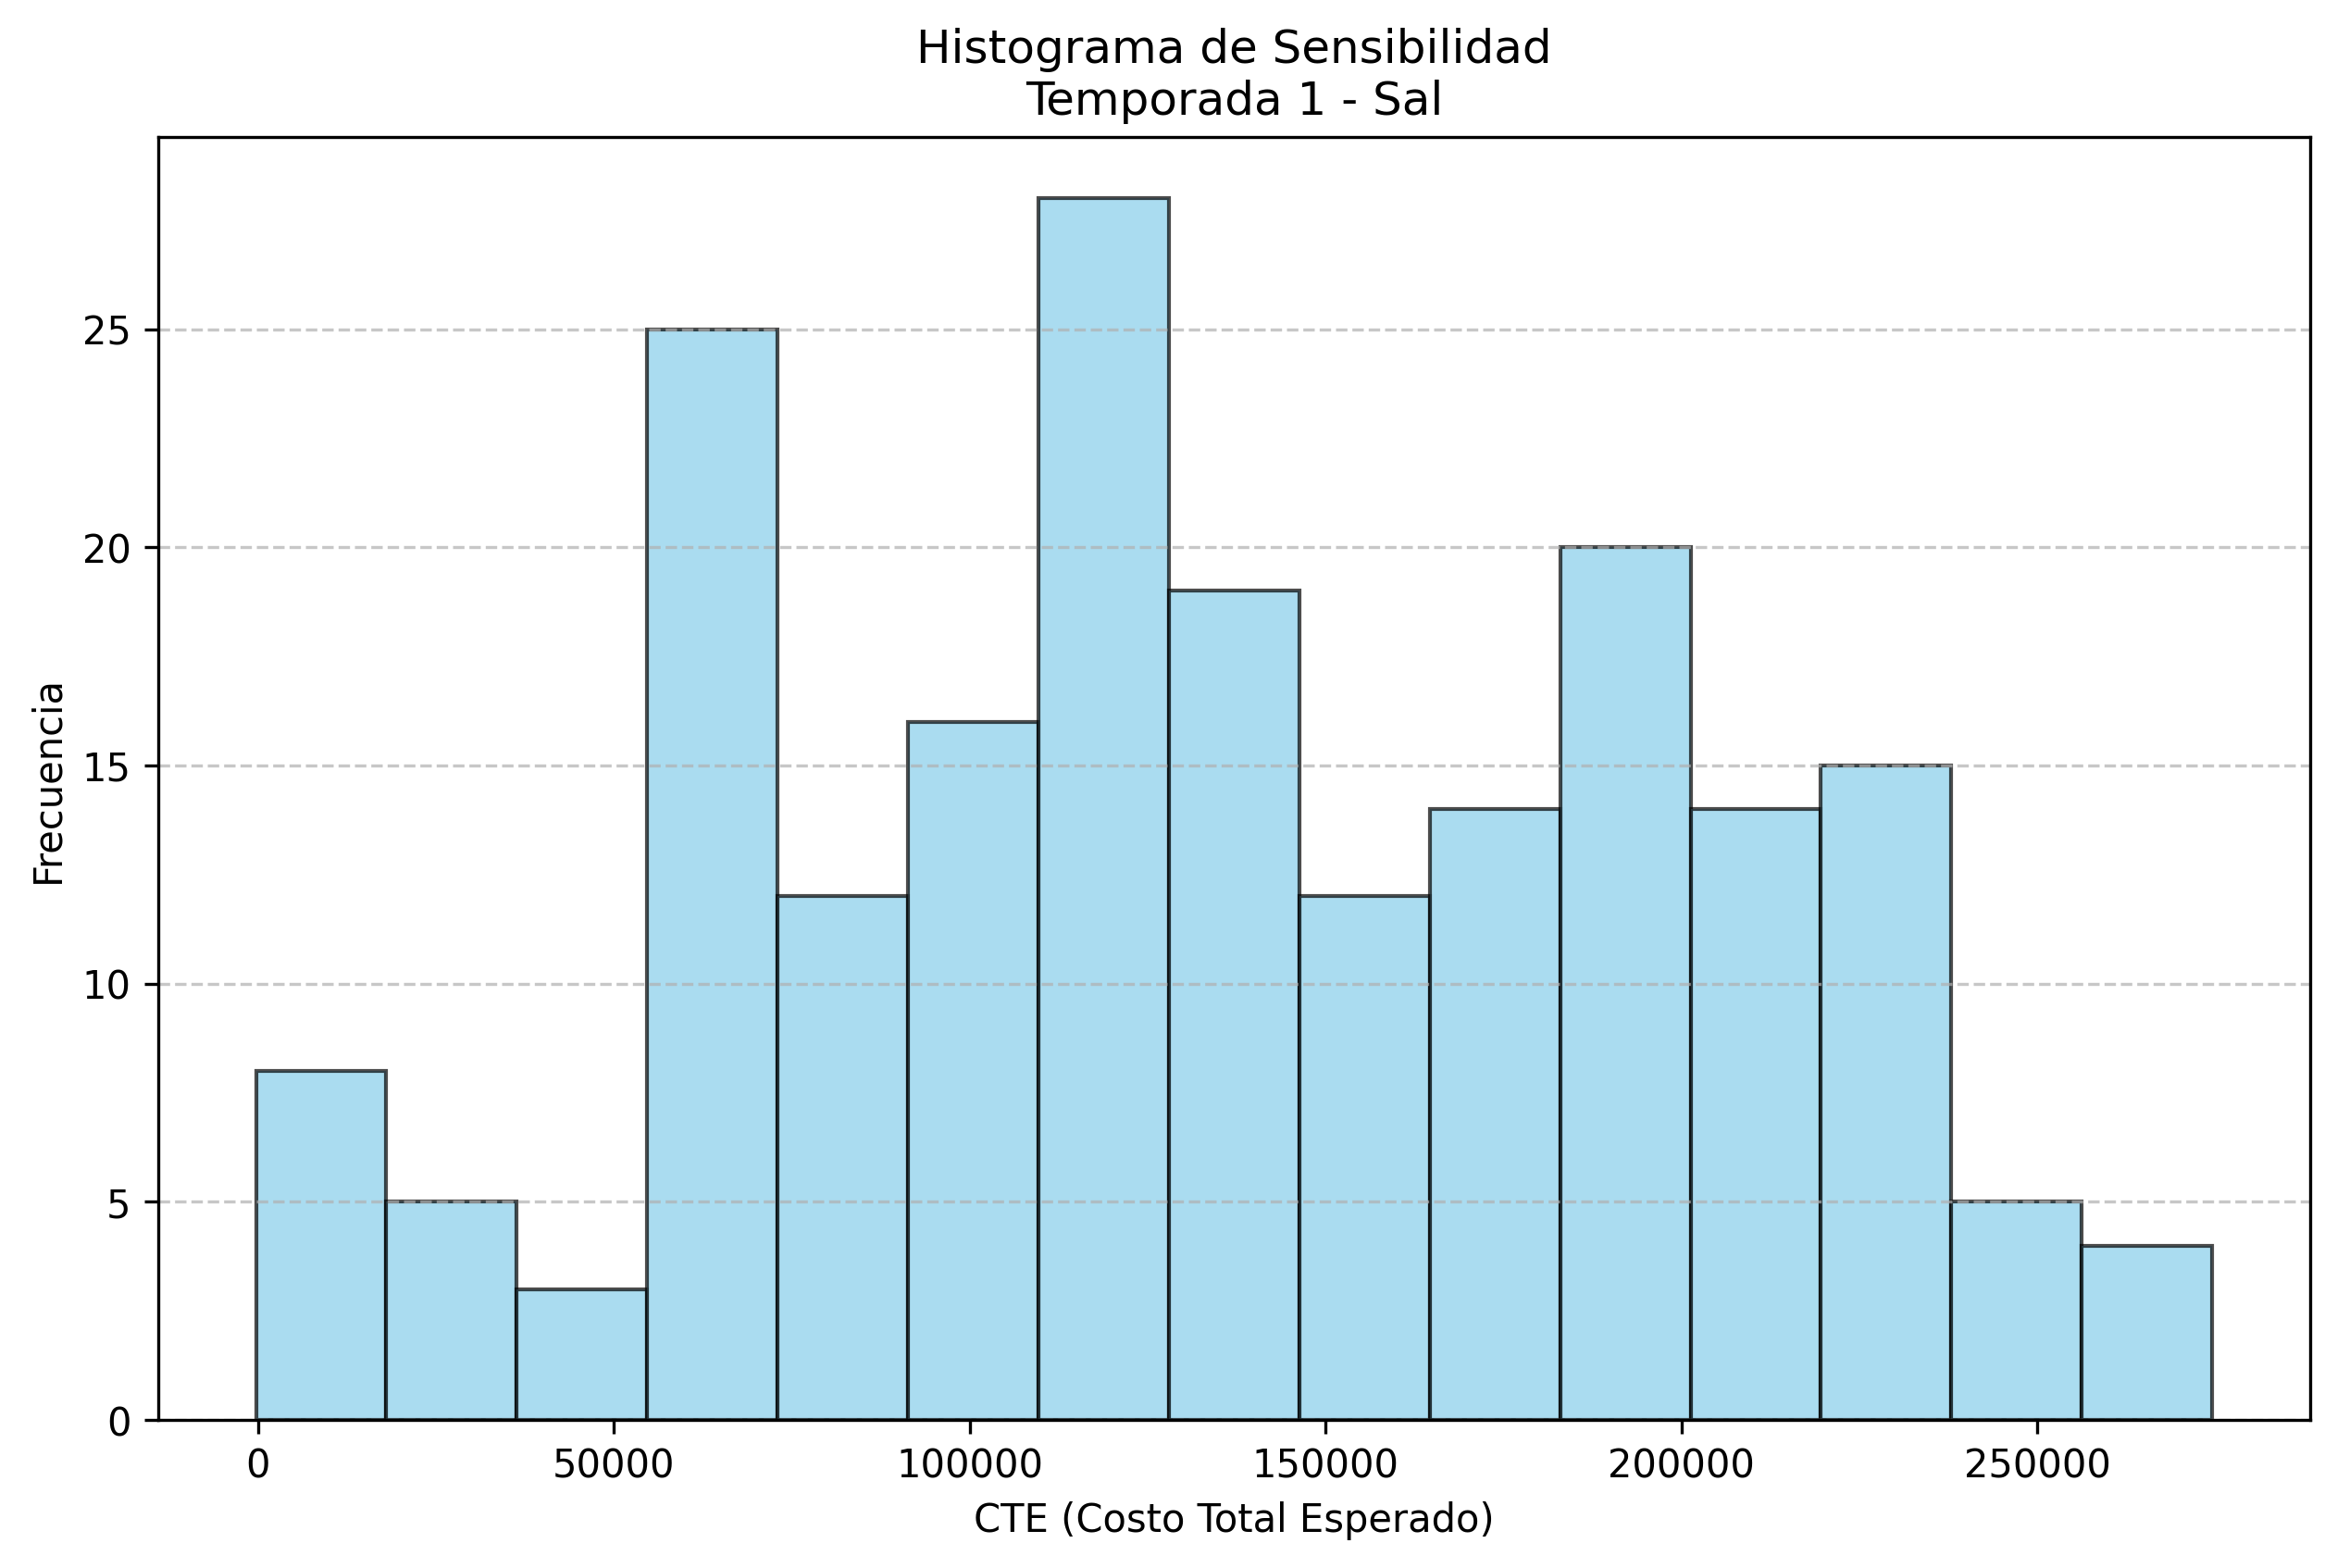 Histograma de Sensibilidad
Temporada 1 - Sal
Frecuencia
25
20
15
10
5
0
0 50000 100000 150000 200000 250000
CTE (Costo Total Esperado)